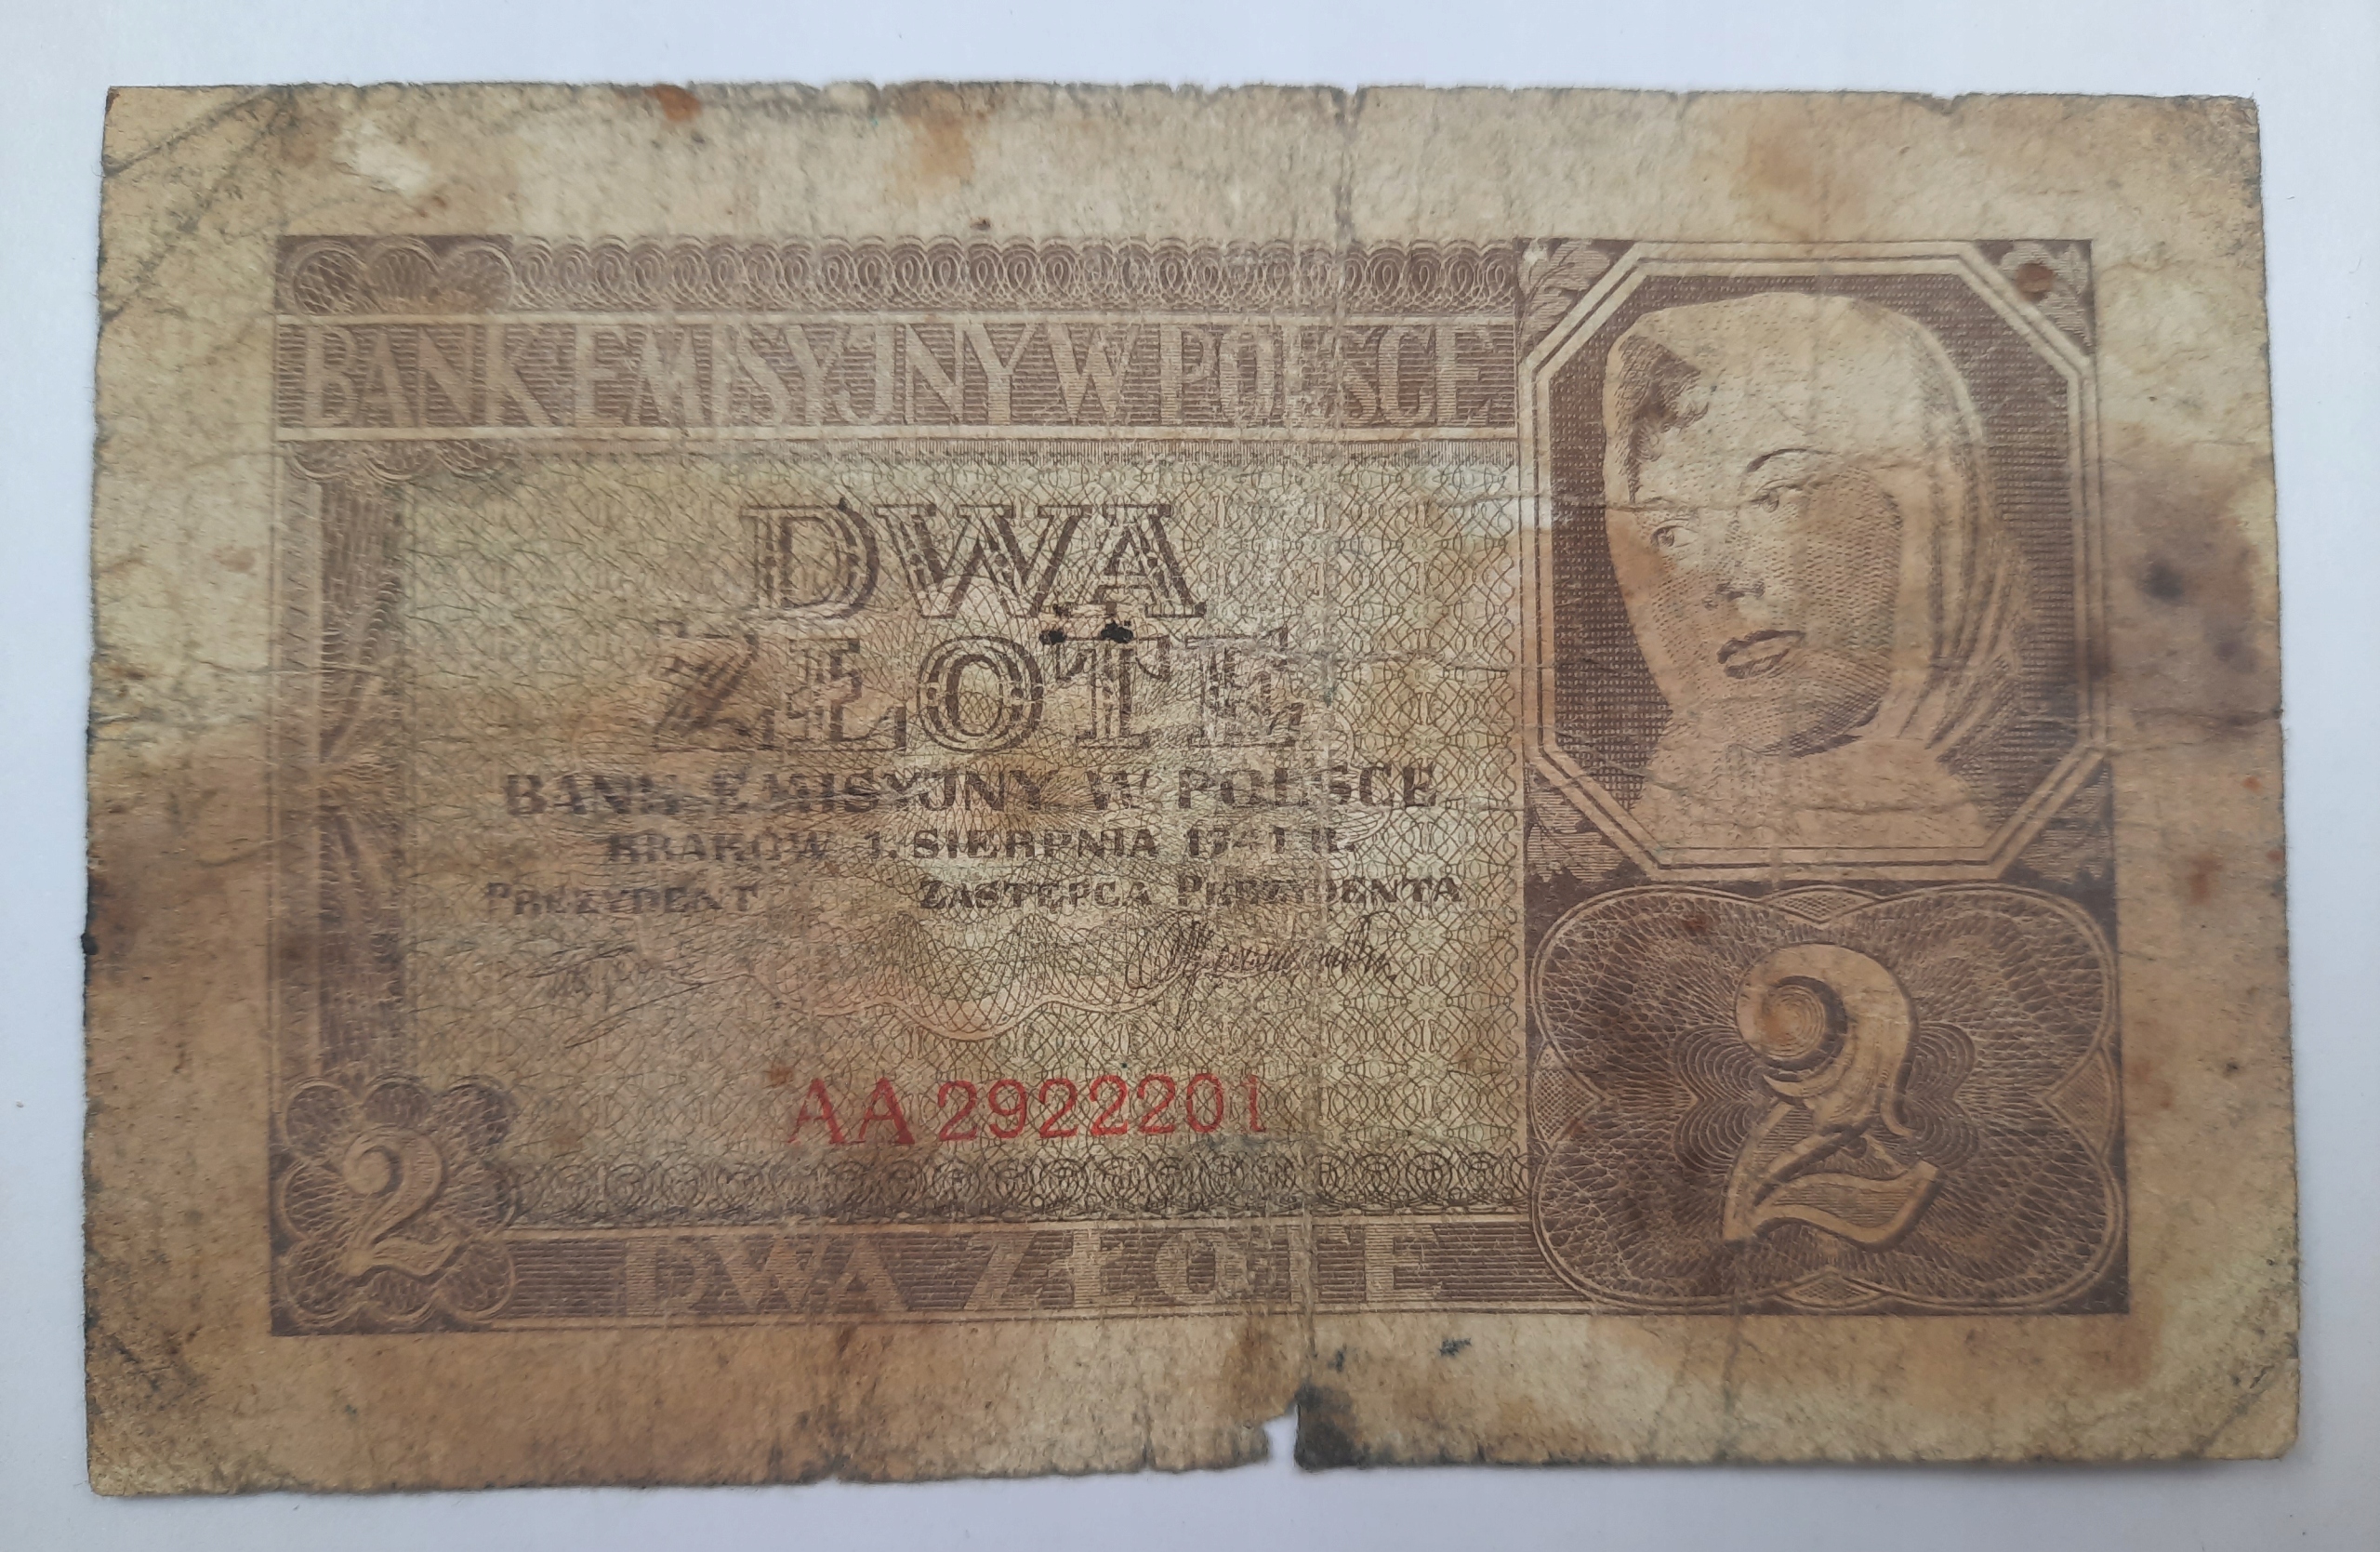 BANK EMISYJNY W POLSCE
DWA
ZŁOTE
BANK EMISYJNY W POLSCE
KRAKÓW 1. SIERPNIA 1941 R.
PREZYDENT ZASTĘPCA PREZYDENTA
AA 2922201
2
2
DWA ZŁOTE